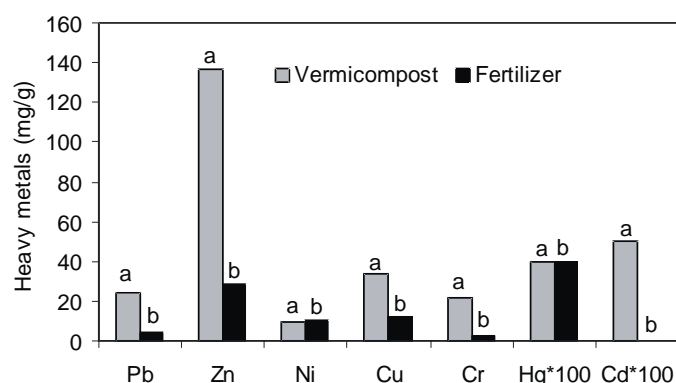 160
140
120
100
80
60
40
20
0
Heavy metals (mg/g)
Vermicompost Fertilizer
a b a b a b a b a b a b a b
Pb Zn Ni Cu Cr Hq*100 Cd*100